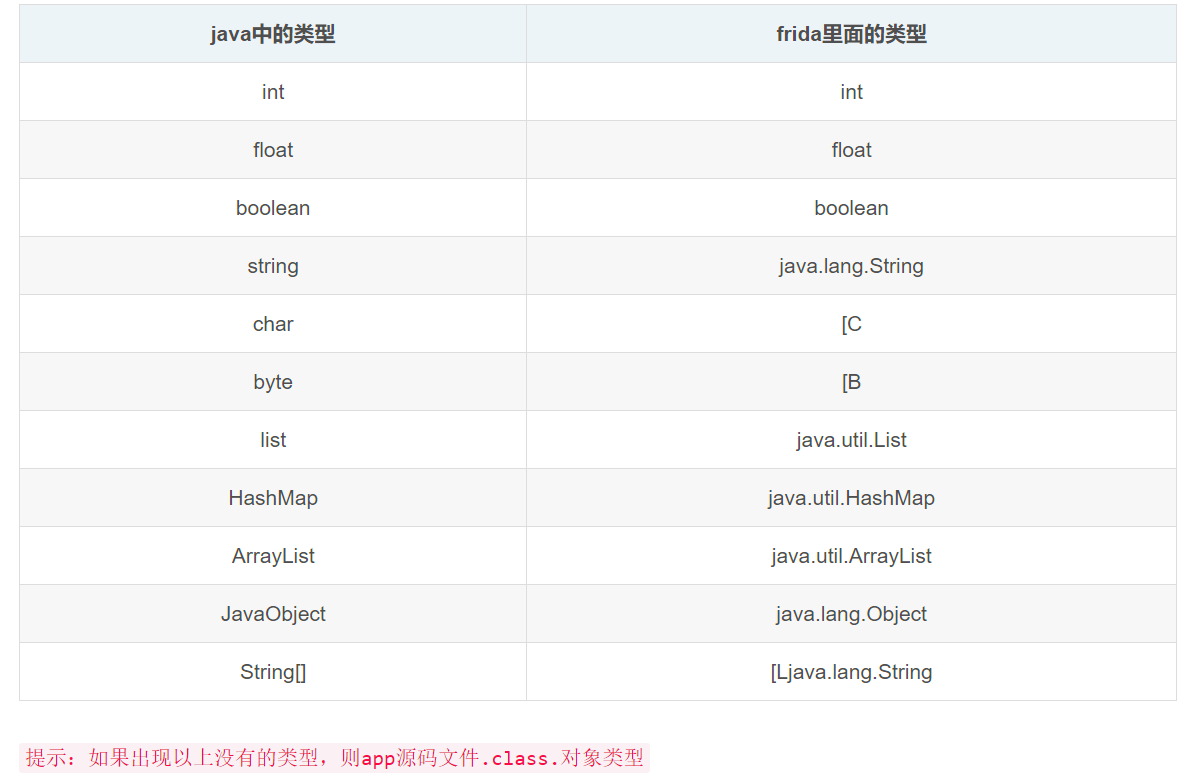 java中的类型 frida里面的类型
int int
float float
boolean boolean
string java.lang.String
char [C
byte [B
list java.util.List
HashMap java.util.HashMap
ArrayList java.util.ArrayList
JavaObject java.lang.Object
String[] [Ljava.lang.String
提示：如果出现以上没有的类型，则app源码文件.class.对象类型